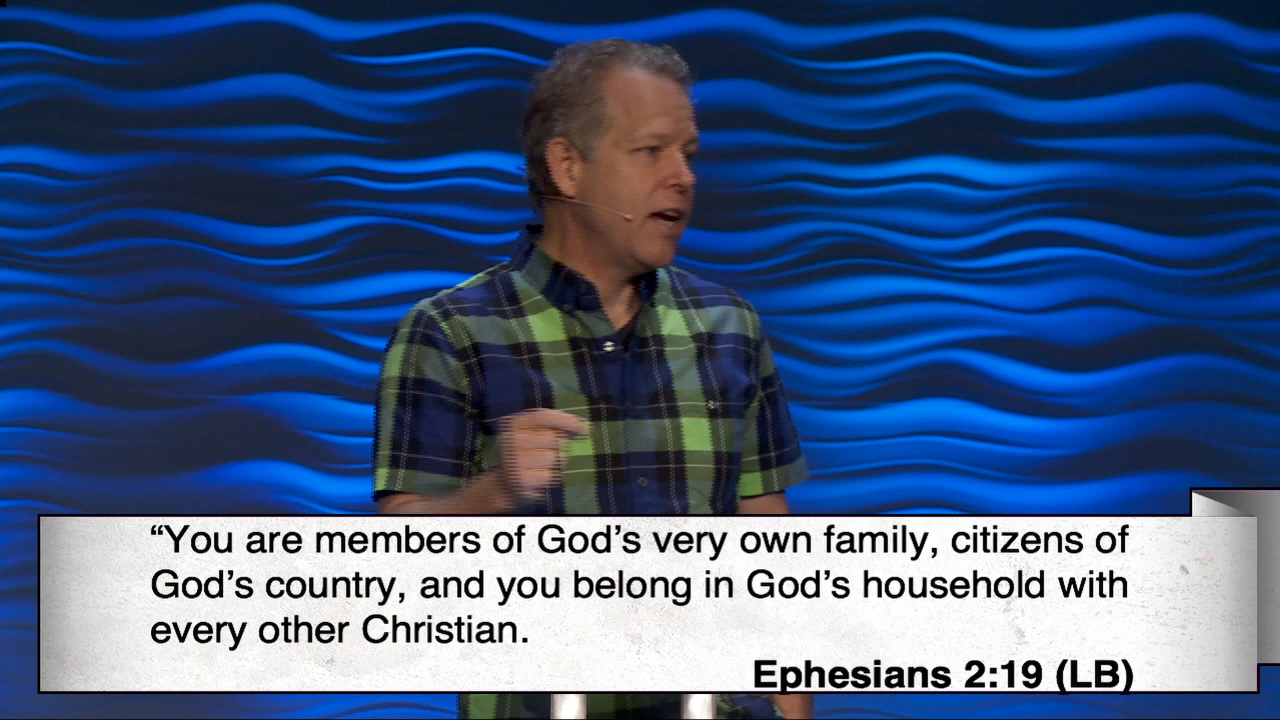 “You are members of God’s very own family, citizens of
God’s country, and you belong in God’s household with
every other Christian.
Ephesians 2:19 (LB)